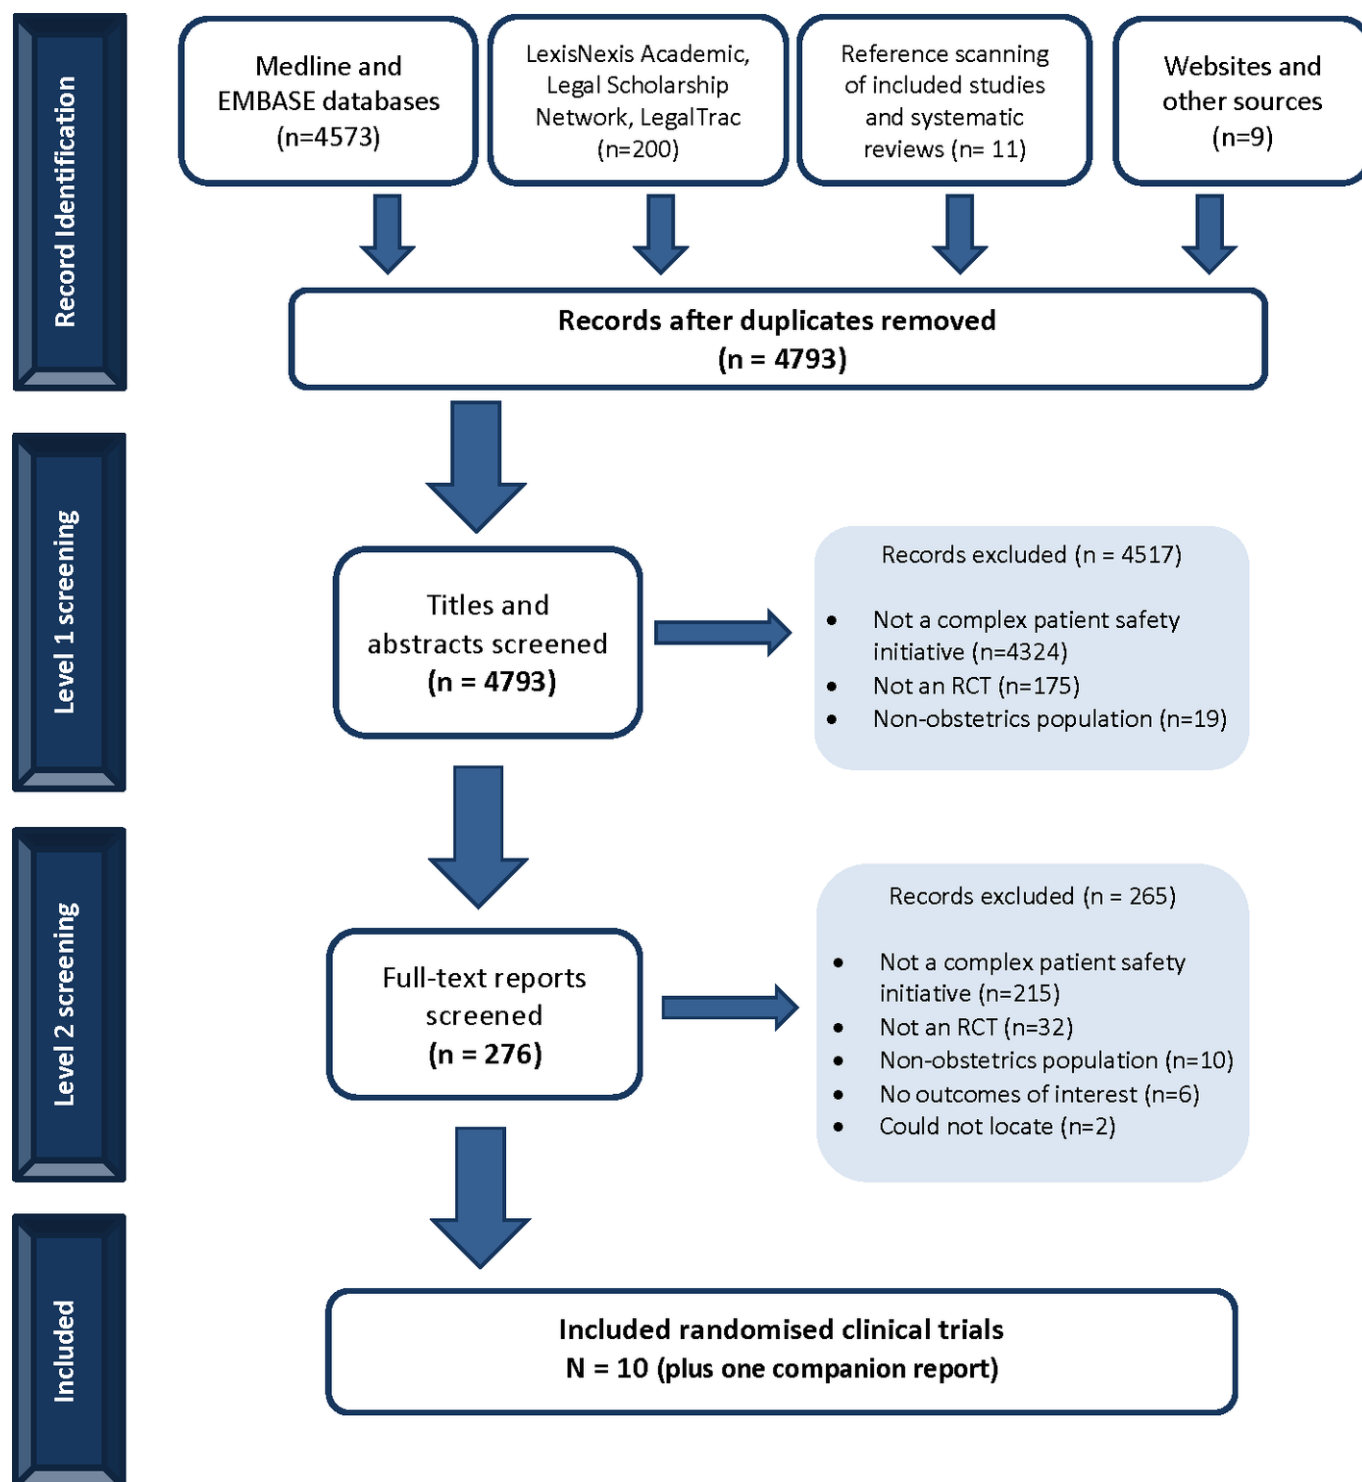 Record Identification
Medline and
EMBASE databases
(n=4573)
LexisNexis Academic,
Legal Scholarship
Network, LegalTrac
(n=200)
Reference scanning
of included studies
and systematic
reviews (n= 11)
Websites and
other sources
(n=9)
Records after duplicates removed
(n = 4793)
Level 1 screening
Titles and
abstracts screened
(n = 4793)
Records excluded (n = 4517)
• Not a complex patient safety
initiative (n=4324)
• Not an RCT (n=175)
• Non-obstetrics population (n=19)
Level 2 screening
Full-text reports
screened
(n = 276)
Records excluded (n = 265)
• Not a complex patient safety
initiative (n=215)
• Not an RCT (n=32)
• Non-obstetrics population (n=10)
• No outcomes of interest (n=6)
• Could not locate (n=2)
Included
Included randomised clinical trials
N = 10 (plus one companion report)